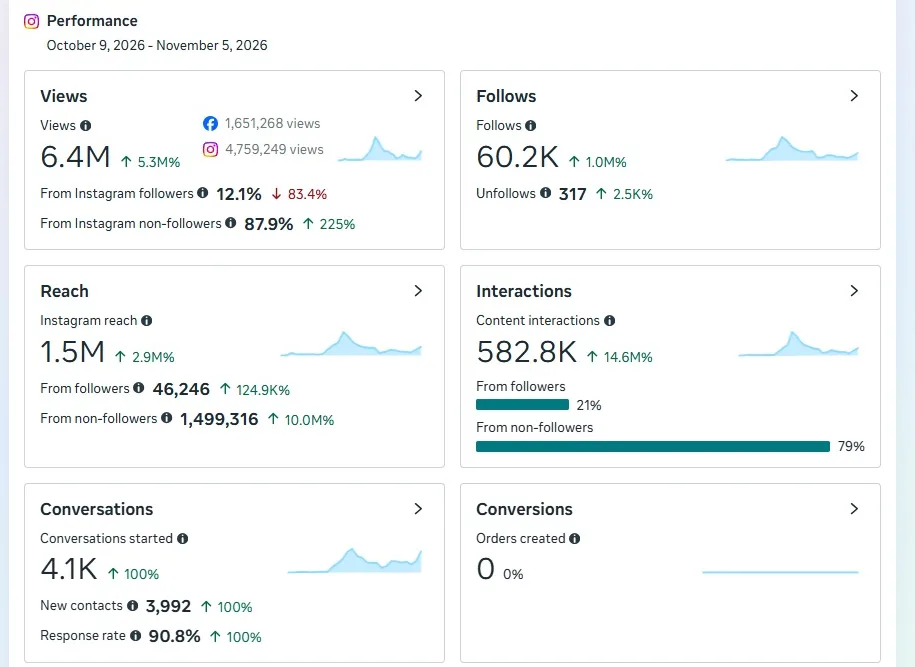 Performance
October 9, 2026 - November 5, 2026
Views
Views
1,651,268 views
6.4M ↑ 5.3M%
4,759,249 views
From Instagram followers 12.1% ↓ 83.4%
From Instagram non-followers 87.9% ↑ 225%
Follows
Follows
60.2K ↑ 1.0M%
Unfollows 317 ↑ 2.5K%
Reach
Instagram reach
1.5M ↑ 2.9M%
From followers 46,246 ↑ 124.9K%
From non-followers 1,499,316 ↑ 10.0M%
Interactions
Content interactions
582.8K ↑ 14.6M%
From followers
21%
From non-followers
79%
Conversations
Conversations started
4.1K ↑ 100%
New contacts 3,992 ↑ 100%
Response rate 90.8% ↑ 100%
Conversions
Orders created
0 0%